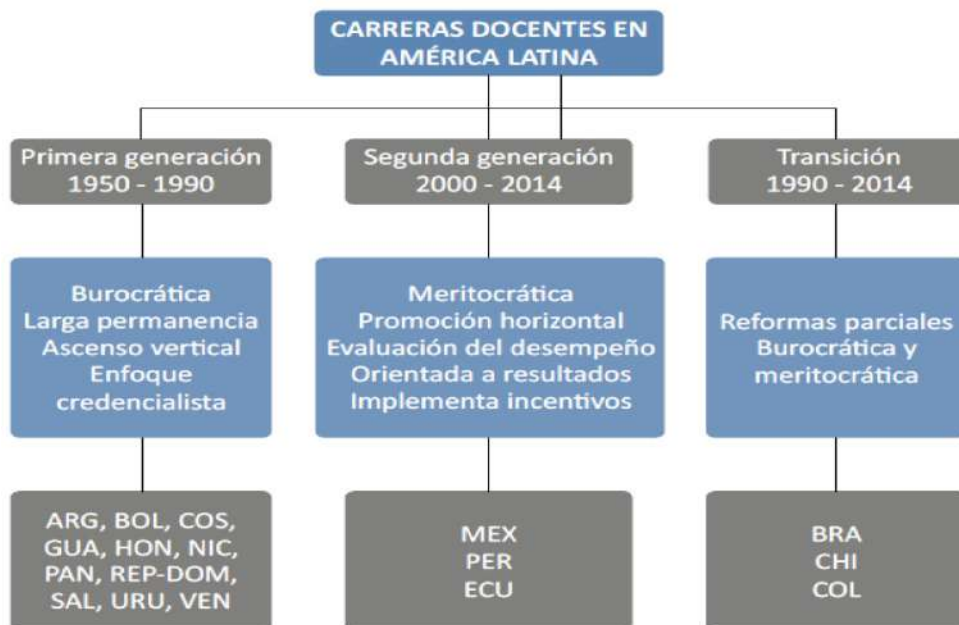 CARRERAS DOCENTES EN
AMÉRICA LATINA
Primera generación
1950 - 1990
Segunda generación
2000 - 2014
Transición
1990 - 2014
Burocrática
Larga permanencia
Ascenso vertical
Enfoque
credencialista
Meritocrática
Promoción horizontal
Evaluación del desempeño
Orientada a resultados
Implementa incentivos
Reformas parciales
Burocrática y
meritocrática
ARG, BOL, COS,
GUA, HON, NIC,
PAN, REP-DOM,
SAL, URU, VEN
MEX
PER
ECU
BRA
CHI
COL